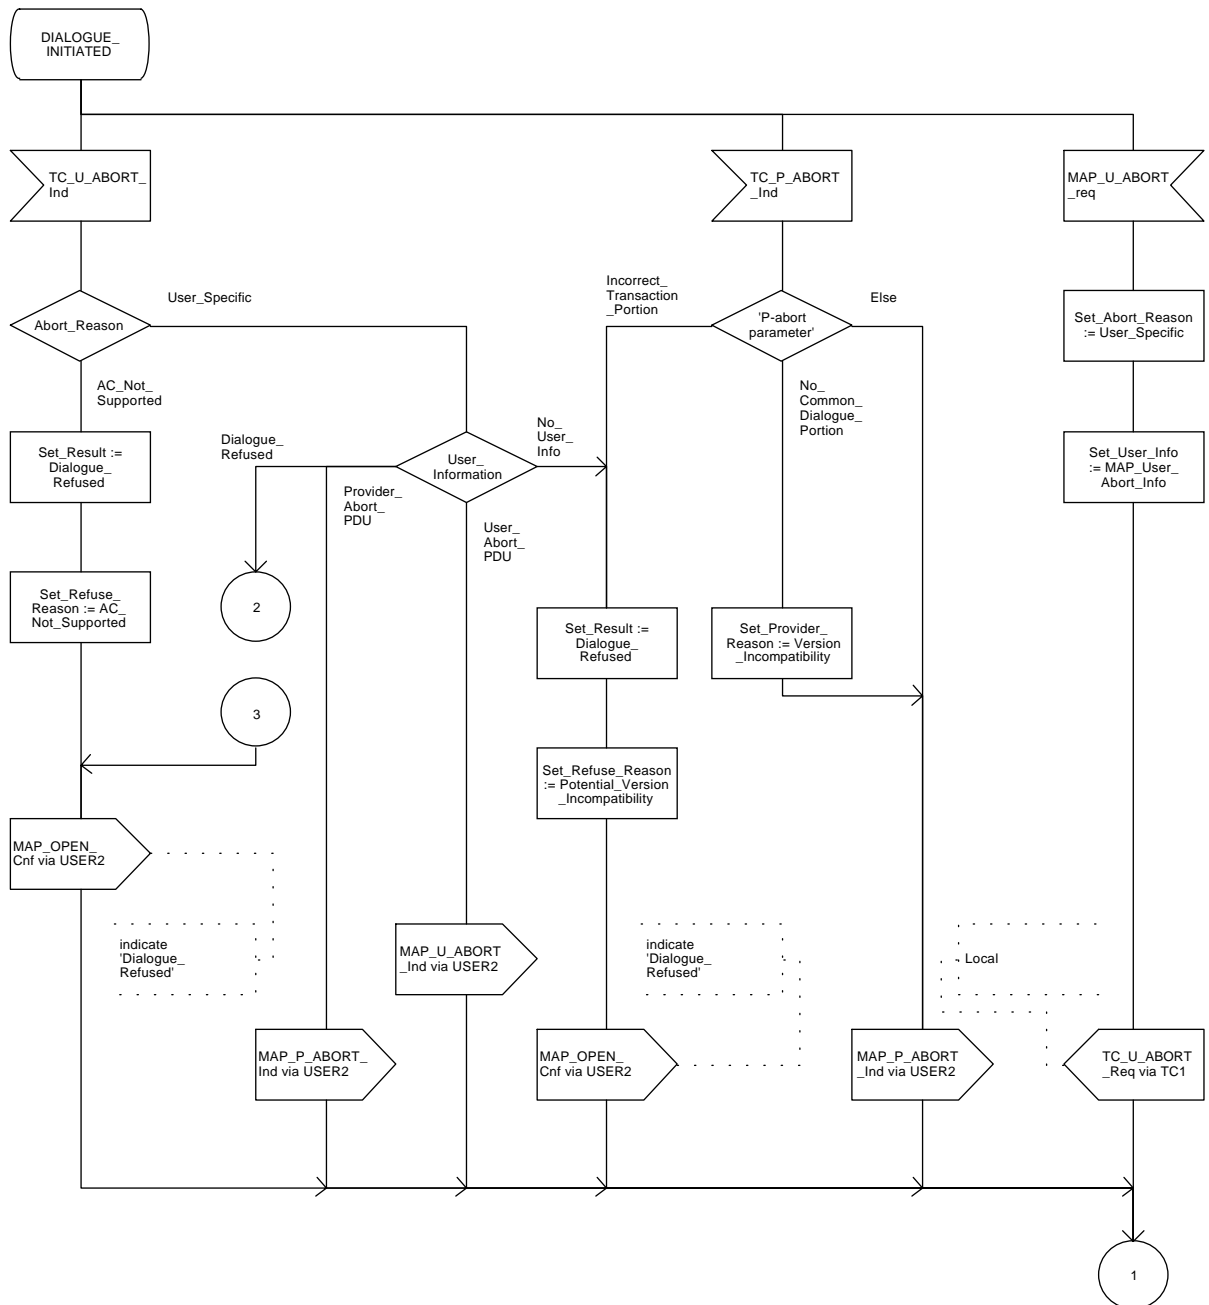 DIALOGUE_
INITIATED
TC_U_ABORT_
Ind
TC_P_ABORT
_Ind
MAP_U_ABORT
_req
User_Specific
Incorrect_
Transaction
_Portion
Else
Abort_Reason
'P-abort
parameter'
Set_Abort_Reason
:= User_Specific
AC_Not_
Supported
No_
Common_
Dialogue_
Portion
Set_Result :=
Dialogue_
Refused
Dialogue_
Refused
User_
Information
No_
User_
Info
Set_User_Info
:= MAP_User_
Abort_Info
Provider_
Abort_
PDU
User_
Abort_
PDU
Set_Refuse_
Reason := AC_
Not_Supported
2
Set_Result :=
Dialogue_
Refused
Set_Provider_
Reason := Version
_Incompatibility
3
Set_Refuse_Reason
:= Potential_Version
_Incompatibility
MAP_OPEN_
Cnf via USER2
indicate
'Dialogue_
Refused'
MAP_U_ABORT
_Ind via USER2
indicate
'Dialogue_
Refused'
Local
MAP_P_ABORT_
Ind via USER2
MAP_OPEN_
Cnf via USER2
MAP_P_ABORT
_Ind via USER2
TC_U_ABORT
_Req via TC1
1